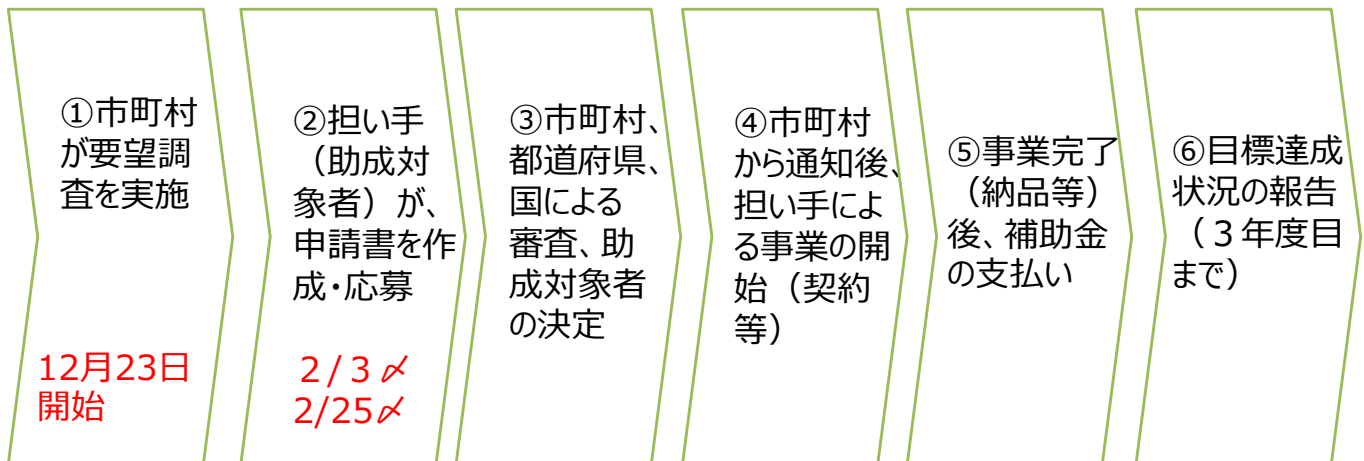 ①市町村
が要望調
査を実施
12月23日
開始
②担い手
（助成対
象者）が、
申請書を作
成・応募
２/３〆
2/25〆
③市町村、
都道府県、
国による
審査、助
成対象者
の決定
④市町村
から通知後、
担い手によ
る事業の開
始（契約
等）
⑤事業完了
（納品等）
後、補助金
の支払い
⑥目標達成
状況の報告
（３年度目
まで）